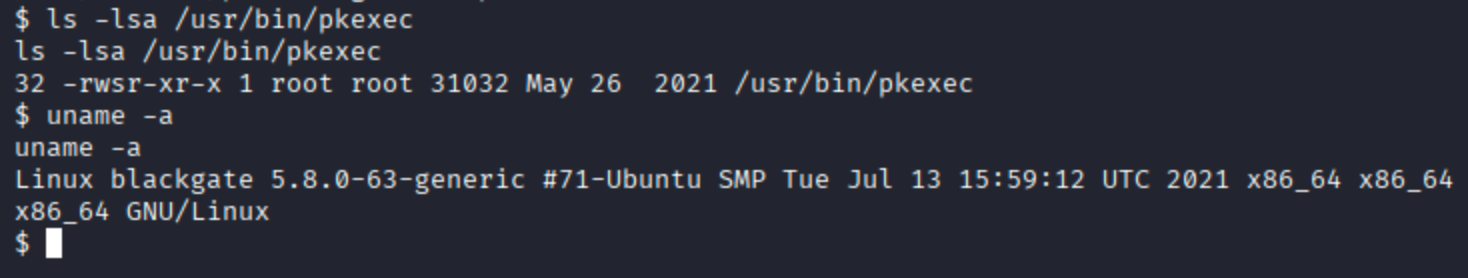 $ ls -lsa /usr/bin/pkexec
ls -lsa /usr/bin/pkexec
32 -rwsr-xr-x 1 root root 31032 May 26  2021 /usr/bin/pkexec
$ uname -a
uname -a
Linux blackgate 5.8.0-63-generic #71-Ubuntu SMP Tue Jul 13 15:59:12 UTC 2021 x86_64 x86_64
x86_64 GNU/Linux
$